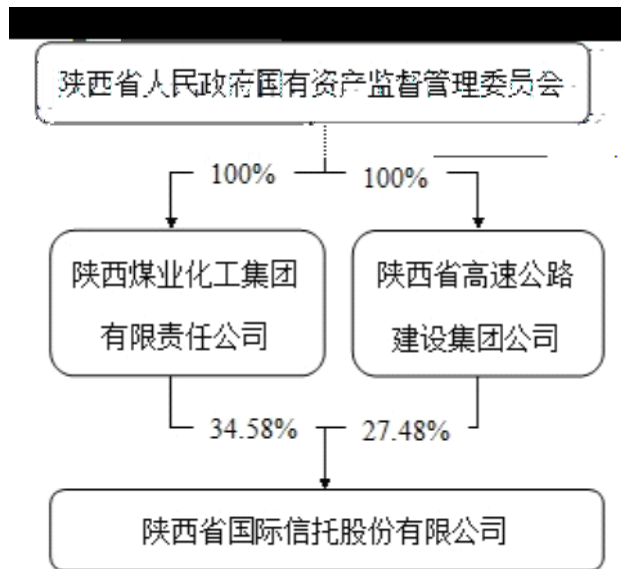 陕西省人民政府国有资产监督管理委员会
100% 100%
陕西煤业化工集团
有限责任公司
陕西省高速公路
建设集团公司
34.58% 27.48%
陕西省国际信托股份有限公司